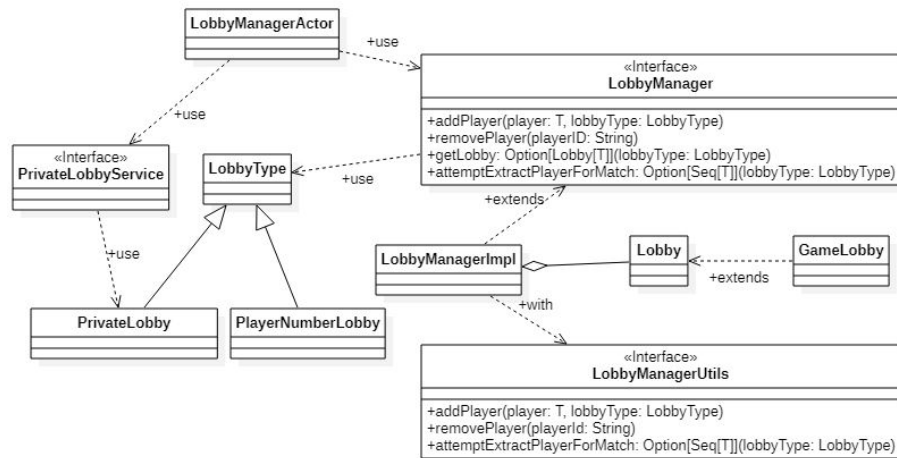 LobbyManagerActor
+use
«Interface»
LobbyManager
+addPlayer(player: T, lobbyType: LobbyType)
+removePlayer(playerID: String)
+getLobby: Option[Lobby[T]](lobbyType: LobbyType)
+attemptExtractPlayerForMatch: Option[Seq[T]](lobbyType: LobbyType)
+use
«Interface»
PrivateLobbyService
LobbyType
+use
+extends
+use
LobbyManagerImpl
Lobby
GameLobby
+extends
+with
PrivateLobby
PlayerNumberLobby
«Interface»
LobbyManagerUtils
+addPlayer(player: T, lobbyType: LobbyType)
+removePlayer(playerId: String)
+attemptExtractPlayerForMatch: Option[Seq[T]](lobbyType: LobbyType)